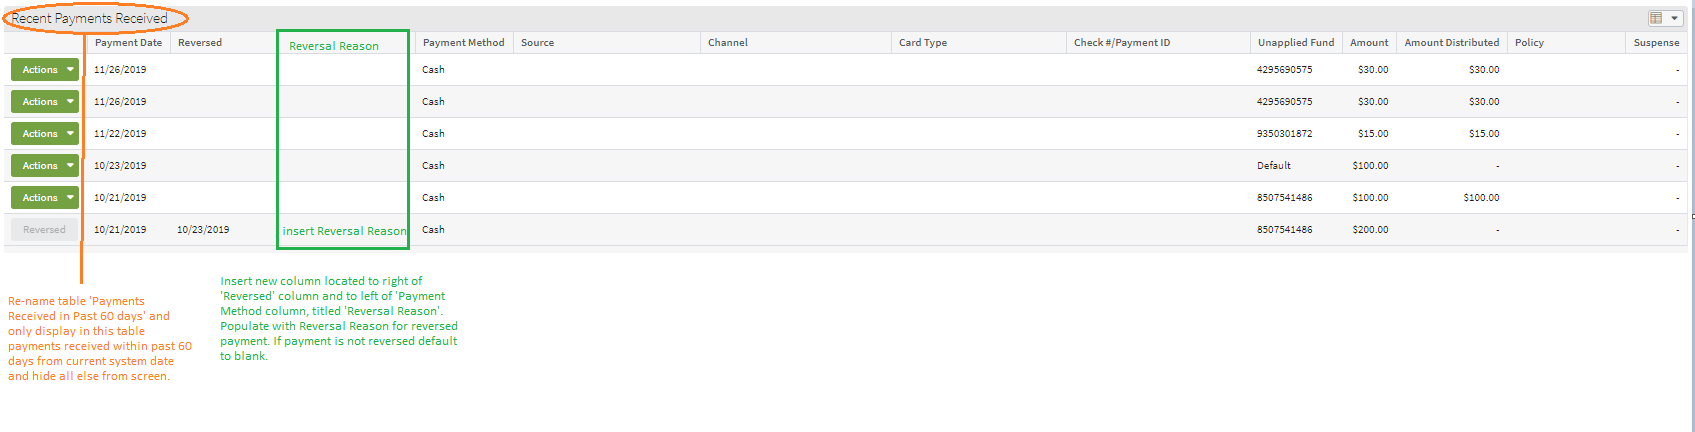 Recent Payments Received
Payment Date Reversed Reversal Reason Payment Method Source Channel Card Type Check #/Payment ID Unapplied Fund Amount Amount Distributed Policy Suspense
Actions 11/26/2019 Cash 4295690575 $30.00 $30.00 -
Actions 11/26/2019 Cash 4295690575 $30.00 $30.00 -
Actions 11/22/2019 Cash 9350301872 $15.00 $15.00 -
Actions 10/23/2019 Cash Default $100.00 - -
Actions 10/21/2019 Cash 8507541486 $100.00 $100.00 -
Reversed 10/21/2019 10/23/2019 insert Reversal Reason Cash 8507541486 $200.00 - -
Re-name table 'Payments
Received in Past 60 days' and
only display in this table
payments received within past 60
days from current system date
and hide all else from screen.
Insert new column located to right of
'Reversed' column and to left of 'Payment
Method column, titled 'Reversal Reason'.
Populate with Reversal Reason for reversed
payment. If payment is not reversed default
to blank.